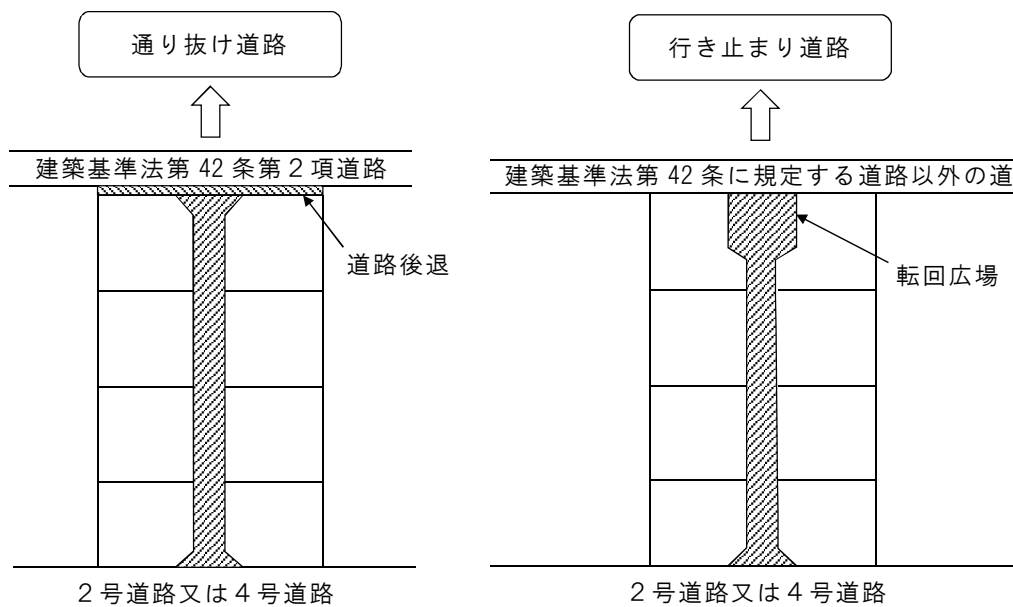 通り抜け道路
建築基準法第 42 条第２項道路
道路後退
２号道路又は４号道路
行き止まり道路
建築基準法第 42 条に規定する道路以外の道
転回広場
２号道路又は４号道路